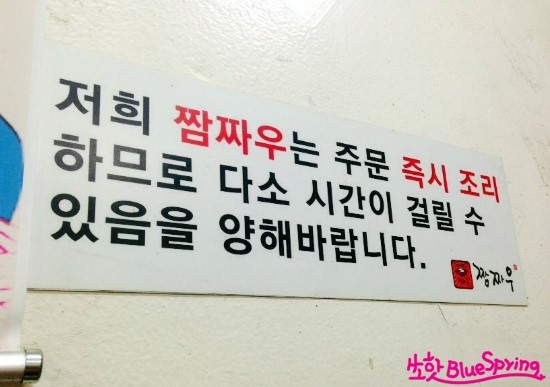 저희 짬짜우는 주문 즉시 조리
하므로 다소 시간이 걸릴 수
있음을 양해바랍니다.
짬짜우
쏘핫 BlueSpring